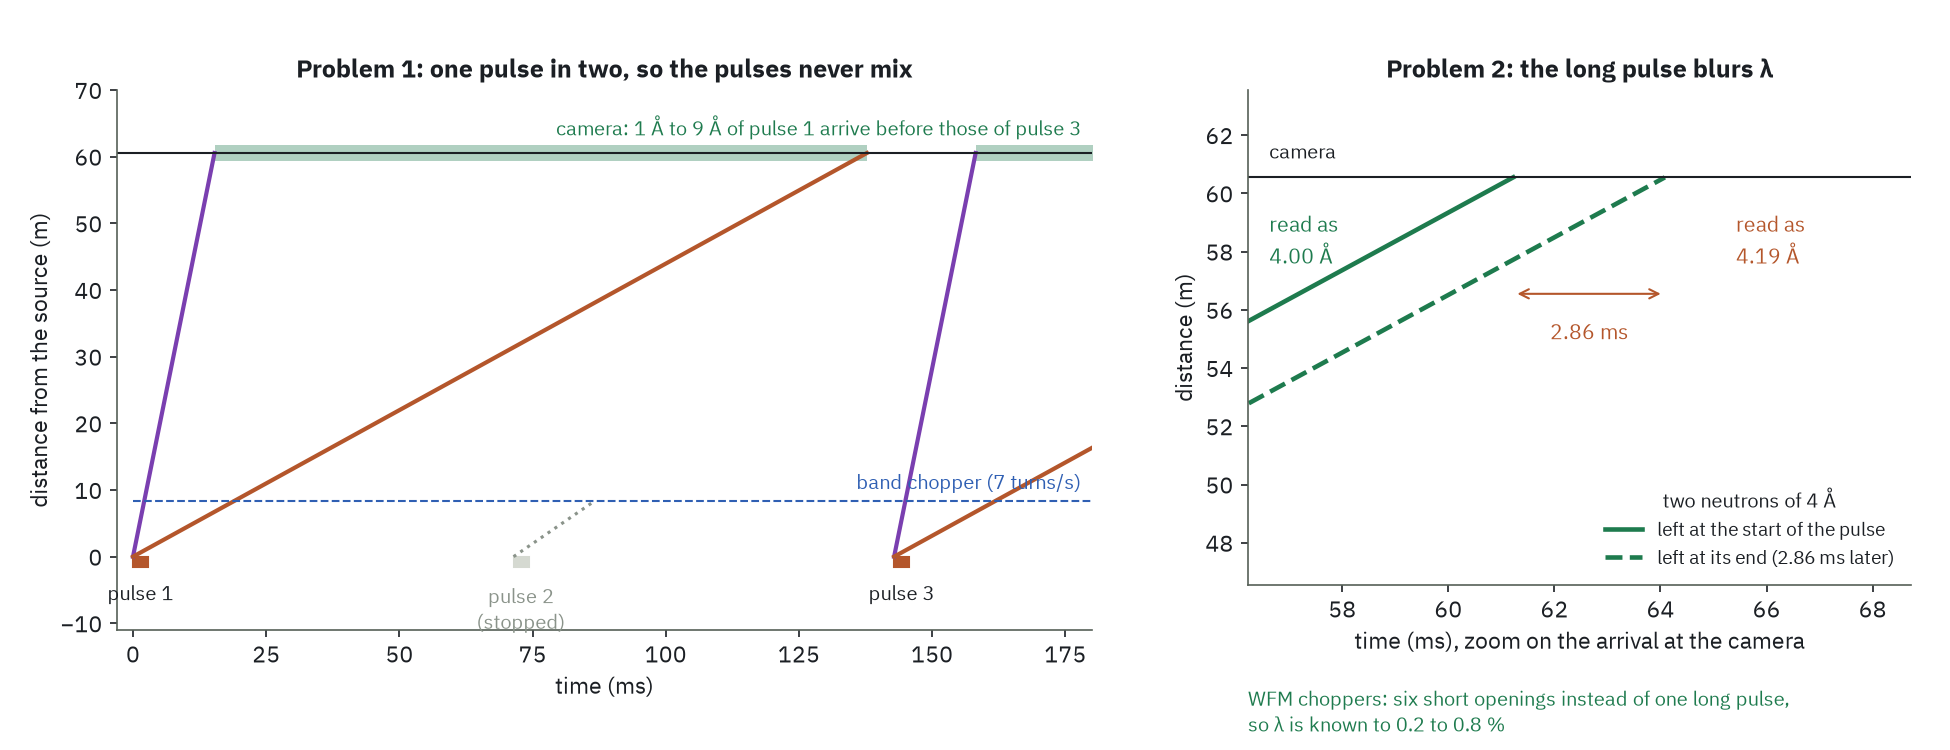 Problem 1: one pulse in two, so the pulses never mix
distance from the source (m)
70
60
50
40
30
20
10
0
−10
camera: 1 Å to 9 Å of pulse 1 arrive before those of pulse 3
band chopper (7 turns/s)
pulse 1
pulse 2
(stopped)
pulse 3
0
25
50
75
100
125
150
175
time (ms)
Problem 2: the long pulse blurs λ
distance (m)
62
60
58
56
54
52
50
48
camera
read as
4.00 Å
read as
4.19 Å
2.86 ms
two neutrons of 4 Å
left at the start of the pulse
left at its end (2.86 ms later)
58
60
62
64
66
68
time (ms), zoom on the arrival at the camera
WFM choppers: six short openings instead of one long pulse,
so λ is known to 0.2 to 0.8 %